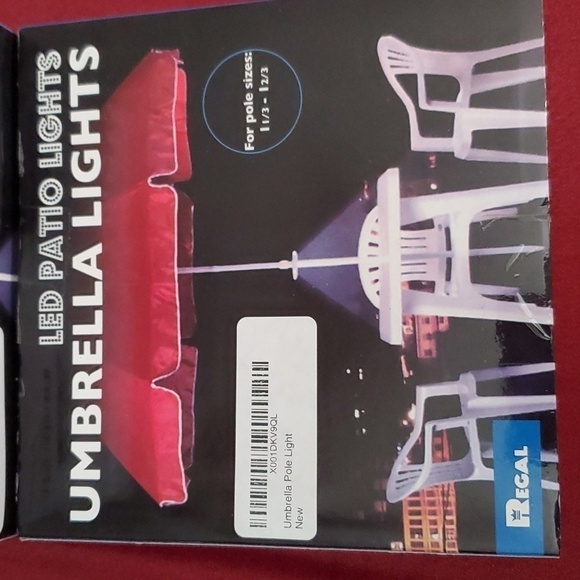 LED PATIO LIGHTS
UMBRELLA LIGHTS
For pole sizes:
1 1/3 - 1 2/3
X001DKV9QL
Umbrella Pole Light
New
REGAL